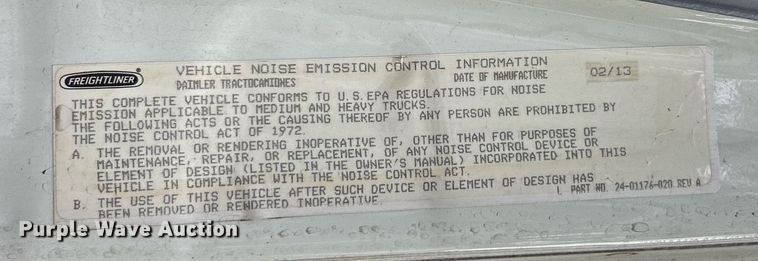 FREIGHTLINER
VEHICLE NOISE EMISSION CONTROL INFORMATION
DAIMLER TRACTOCAMIONES DATE OF MANUFACTURE 02/13
THIS COMPLETE VEHICLE CONFORMS TO U.S.EPA REGULATIONS FOR NOISE
EMISSION APPLICABLE TO MEDIUM AND HEAVY TRUCKS.
THE FOLLOWING ACTS OR THE CAUSING THEREOF BY ANY PERSON ARE PROHIBITED BY
THE NOISE CONTROL ACT OF 1972.
A. THE REMOVAL OR RENDERING INOPERATIVE OF, OTHER THAN FOR PURPOSES OF
MAINTENANCE, REPAIR, OR REPLACEMENT, OF ANY NOISE CONTROL DEVICE OR
ELEMENT OF DESIGN (LISTED IN THE OWNER'S MANUAL) INCORPORATED INTO THIS
VEHICLE IN COMPLIANCE WITH THE NOISE CONTROL ACT.
B. THE USE OF THIS VEHICLE AFTER SUCH DEVICE OR ELEMENT OF DESIGN HAS
BEEN REMOVED OR RENDERED INOPERATIVE.
PART NO. 24-01176-020 REV A
Purple Wave Auction